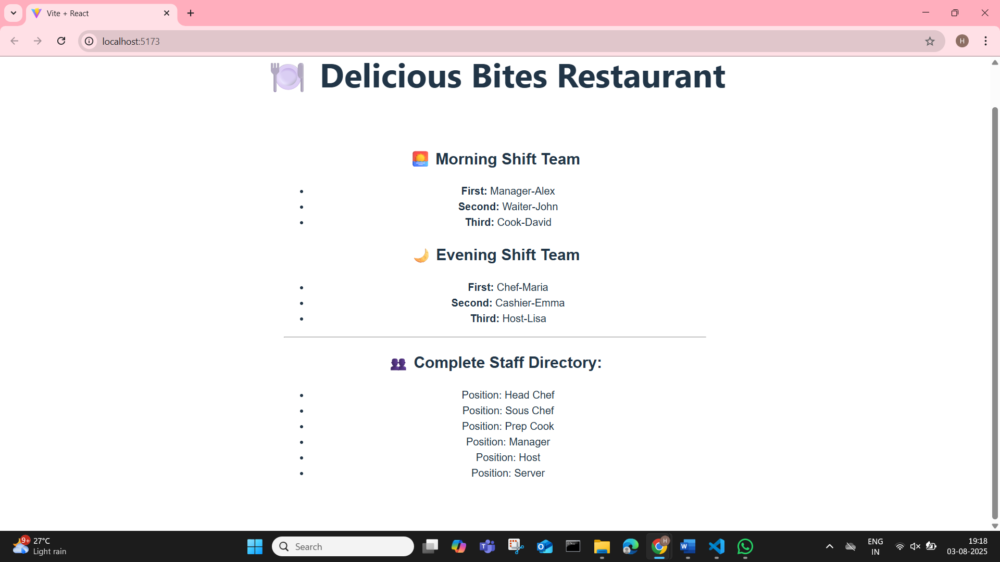 Vite + React
localhost:5173
H
Delicious Bites Restaurant
Morning Shift Team
First: Manager-Alex
Second: Waiter-John
Third: Cook-David
Evening Shift Team
First: Chef-Maria
Second: Cashier-Emma
Third: Host-Lisa
Complete Staff Directory:
Position: Head Chef
Position: Sous Chef
Position: Prep Cook
Position: Manager
Position: Host
Position: Server
9+
27°C
Light rain
Search
H
ENG
IN
19:18
03-08-2025